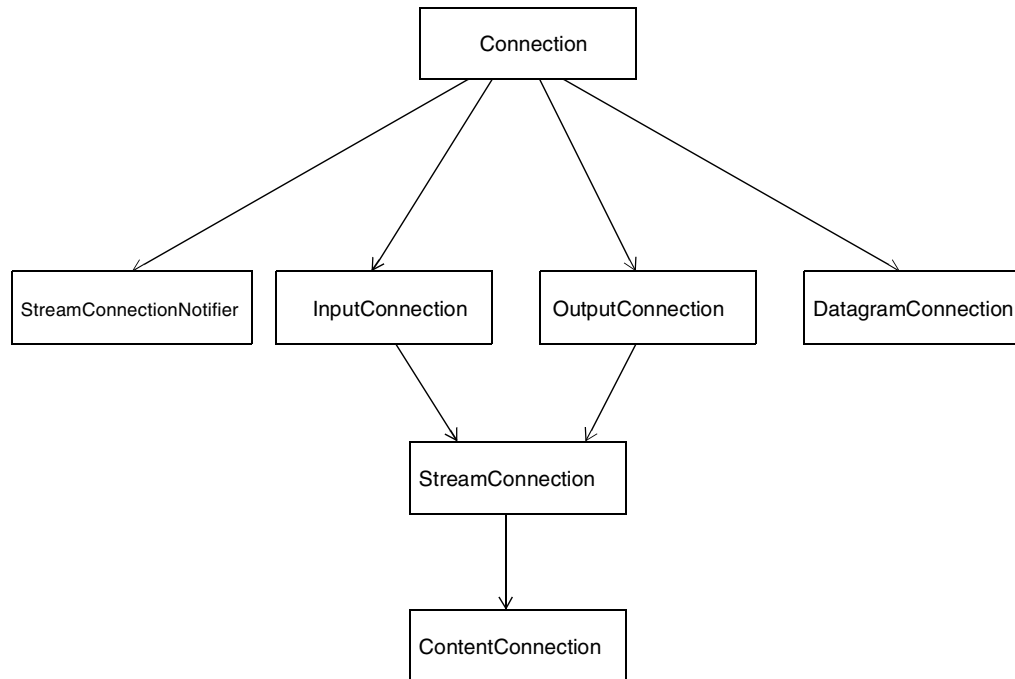 Connection
StreamConnectionNotifier
InputConnection
OutputConnection
DatagramConnection
StreamConnection
ContentConnection